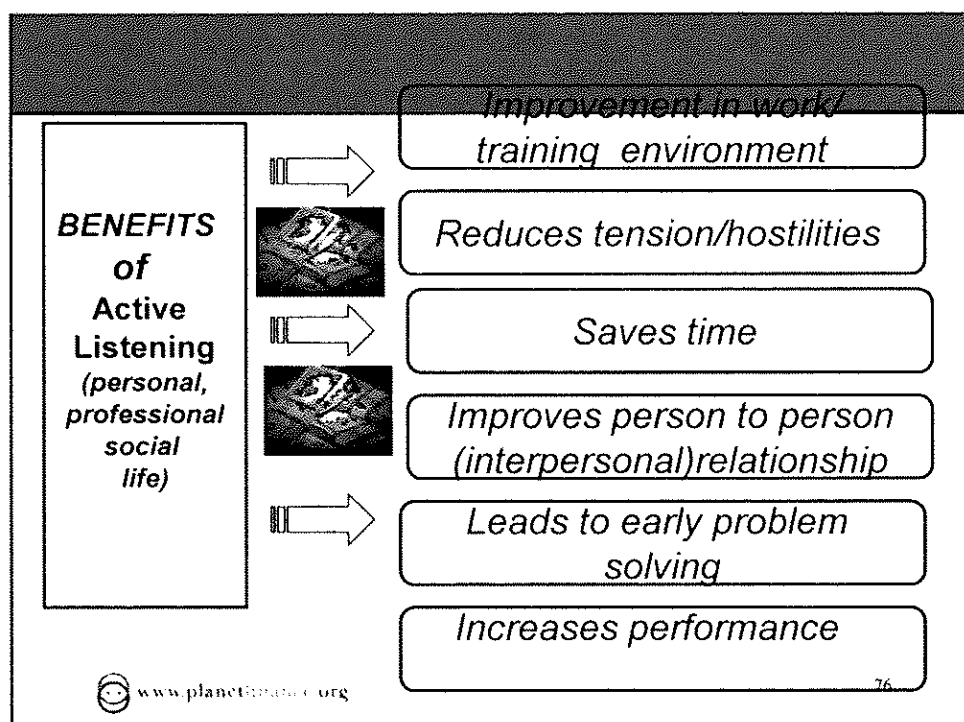 BENEFITS
of
Active
Listening
(personal,
professional
social
life)
Improvement in work/
training environment
Reduces tension/hostilities
Saves time
Improves person to person
(interpersonal)relationship
Leads to early problem
solving
Increases performance
76